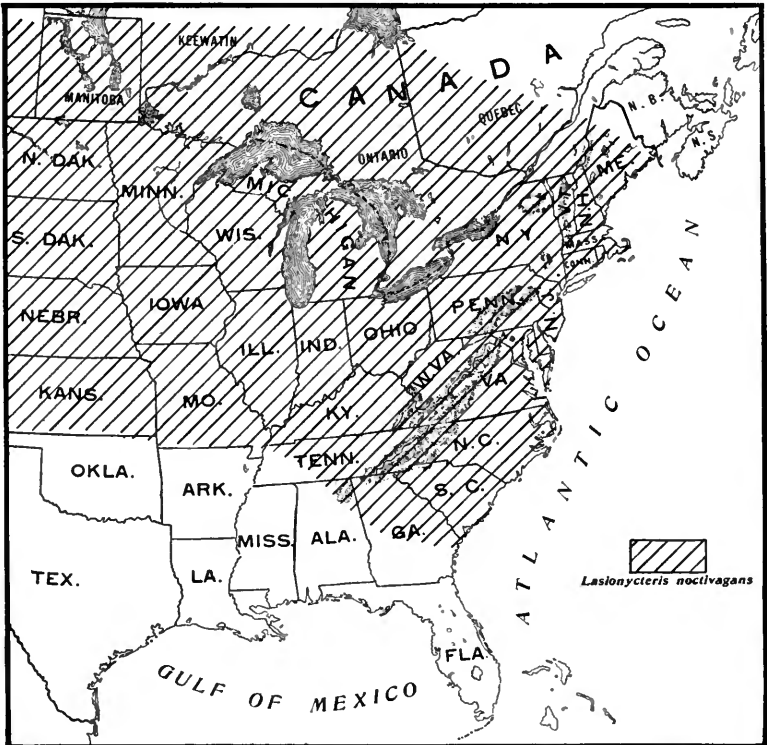 KEEWATIN
CANADA
MANITOBA
QUEBEC
N.B.
N.S.
ONTARIO
N. DAK.
MINN.
MICHIGAN
ME.
VT.
N.H.
S. DAK.
WIS.
N.Y.
MASS.
CONN.
NEBR.
IOWA
PENN.
N.J.
ILL.
IND.
OHIO
KANS.
MO.
W.VA.
VA.
KY.
ATLANTIC OCEAN
N.C.
TENN.
OKLA.
ARK.
S.C.
MISS.
ALA.
GA.
TEX.
LA.
Lasionycteris noctivagans
FLA.
GULF OF MEXICO